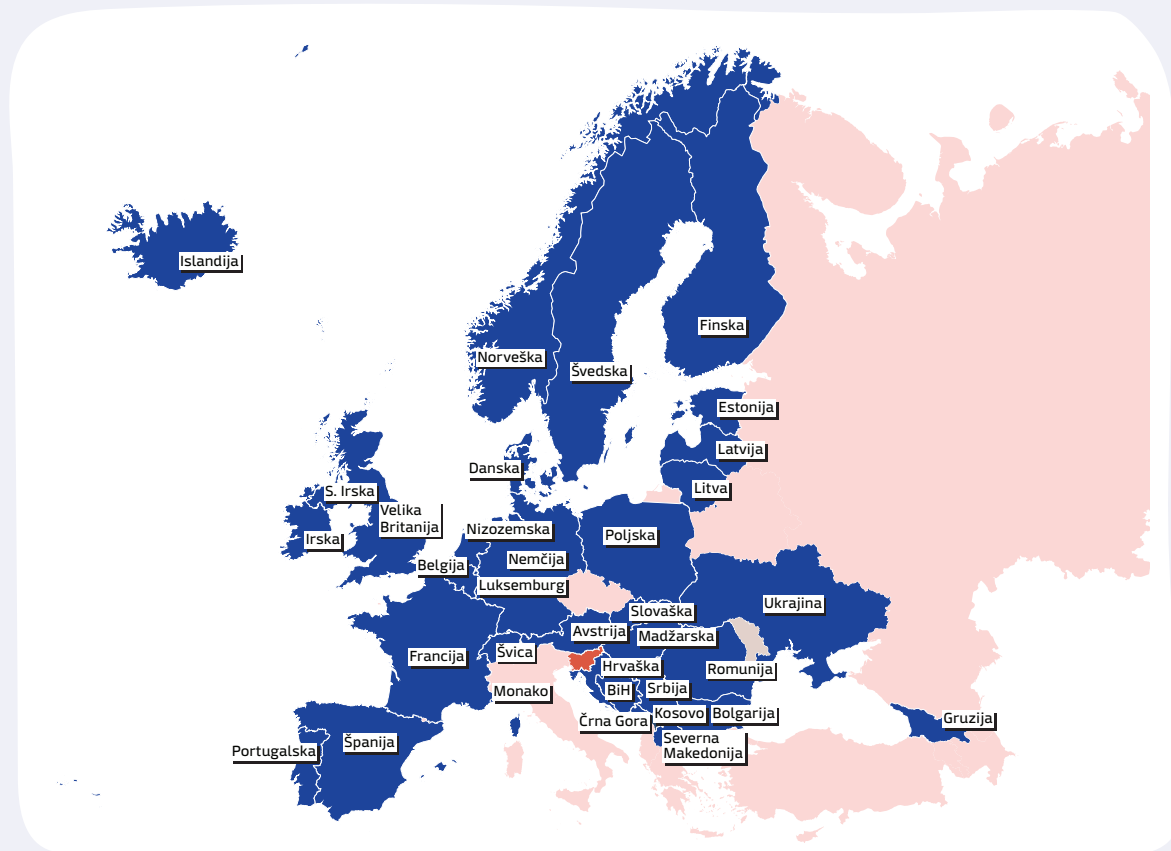 Islandija
Finska
Norveška
Švedska
Estonija
Latvija
Danska
Litva
S. Irska
Velika
Britanija
Nizozemska
Poljska
Irska
Nemčija
Belgija
Luksemburg
Ukrajina
Slovaška
Avstrija
Madžarska
Švica
Francija
Hrvaška
Romunija
Monako
BiH
Srbija
Kosovo
Bolgarija
Črna Gora
Gruzija
Španija
Severna
Makedonija
Portugalska